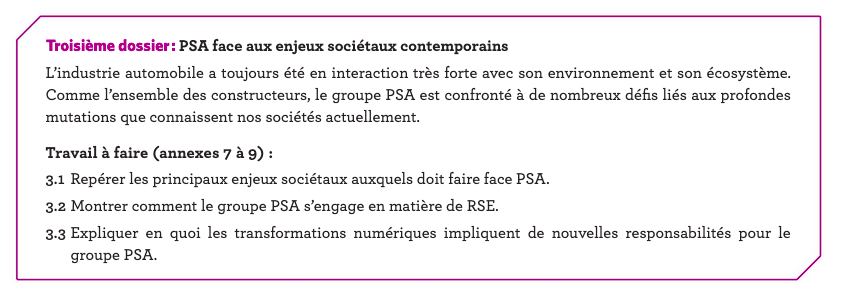 Troisième dossier : PSA face aux enjeux sociétaux contemporains
L’industrie automobile a toujours été en interaction très forte avec son environnement et son écosystème.
Comme l’ensemble des constructeurs, le groupe PSA est confronté à de nombreux défis liés aux profondes
mutations que connaissent nos sociétés actuellement.
Travail à faire (annexes 7 à 9) :
3.1 Repérer les principaux enjeux sociétaux auxquels doit faire face PSA.
3.2 Montrer comment le groupe PSA s’engage en matière de RSE.
3.3 Expliquer en quoi les transformations numériques impliquent de nouvelles responsabilités pour le
groupe PSA.